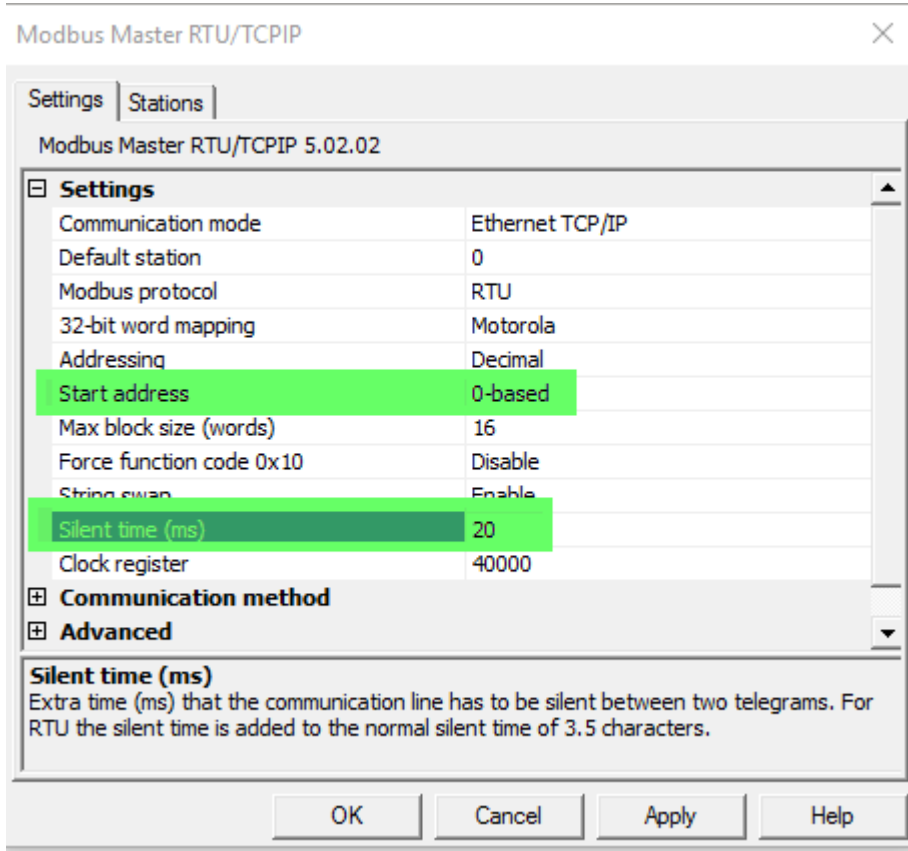 Modbus Master RTU/TCPIP
Settings Stations
Modbus Master RTU/TCPIP 5.02.02
Settings
Communication mode Ethernet TCP/IP
Default station 0
Modbus protocol RTU
32-bit word mapping Motorola
Addressing Decimal
Start address 0-based
Max block size (words) 16
Force function code 0x10 Disable
String swap Enable
Silent time (ms) 20
Clock register 40000
Communication method
Advanced
Silent time (ms)
Extra time (ms) that the communication line has to be silent between two telegrams. For
RTU the silent time is added to the normal silent time of 3.5 characters.
OK Cancel Apply Help